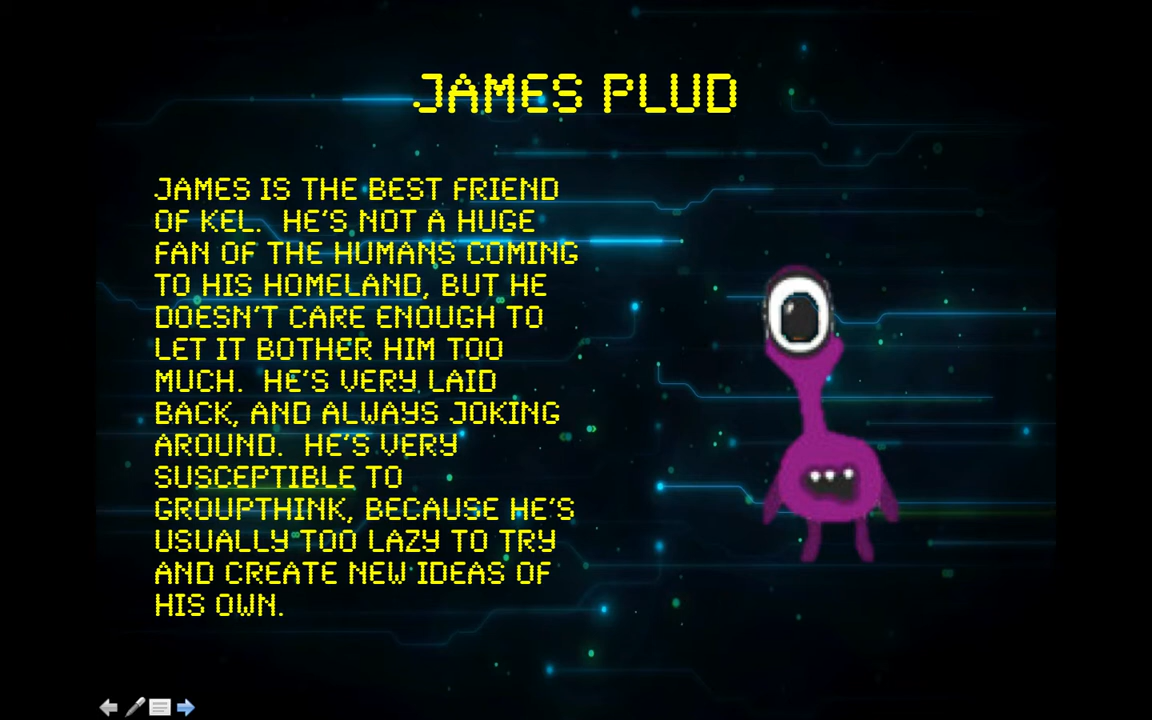 JAMES PLUD
JAMES IS THE BEST FRIEND
OF KEL.  HE'S NOT A HUGE
FAN OF THE HUMANS COMING
TO HIS HOMELAND, BUT HE
DOESN'T CARE ENOUGH TO
LET IT BOTHER HIM TOO
MUCH.  HE'S VERY LAID
BACK, AND ALWAYS JOKING
AROUND.  HE'S VERY
SUSCEPTIBLE TO
GROUPTHINK, BECAUSE HE'S
USUALLY TOO LAZY TO TRY
AND CREATE NEW IDEAS OF
HIS OWN.